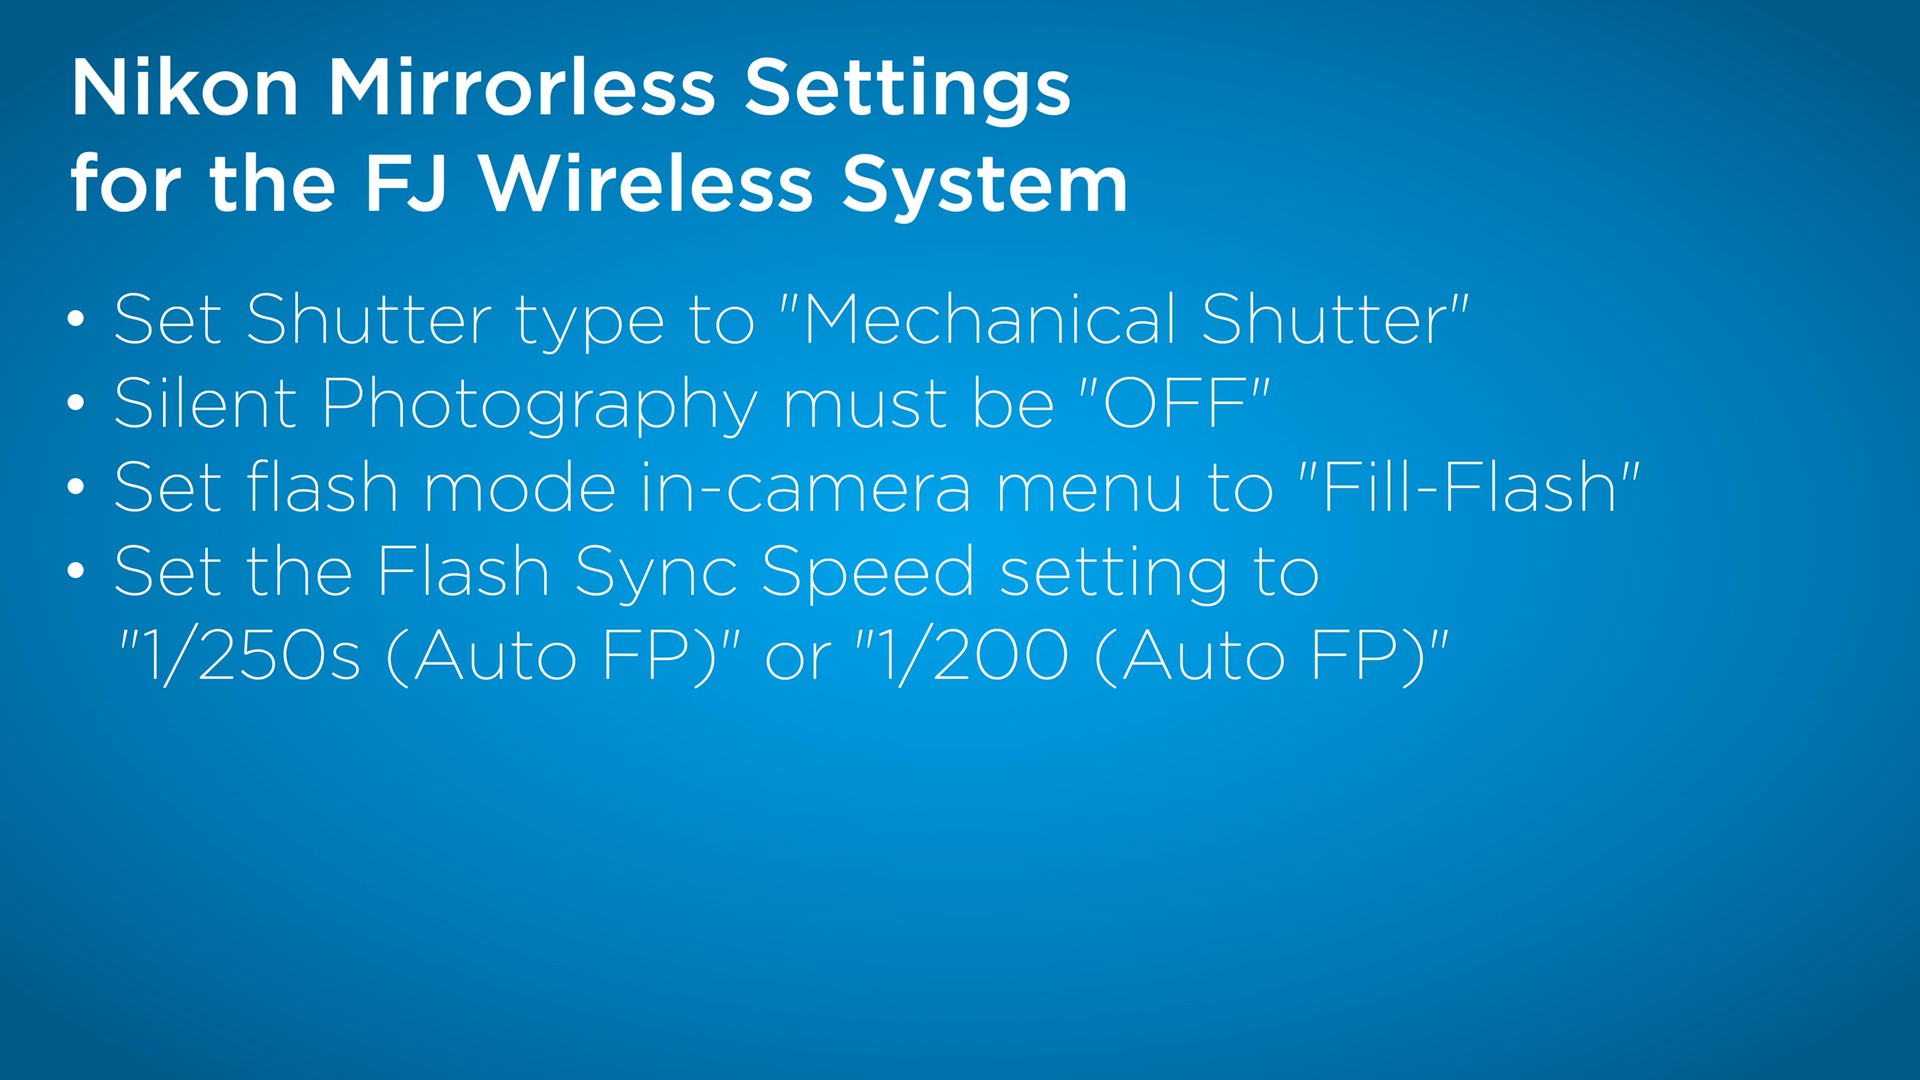 Nikon Mirrorless Settings
for the FJ Wireless System
• Set Shutter type to "Mechanical Shutter"
• Silent Photography must be "OFF"
• Set flash mode in-camera menu to "Fill-Flash"
• Set the Flash Sync Speed setting to
"1/250s (Auto FP)" or "1/200 (Auto FP)"